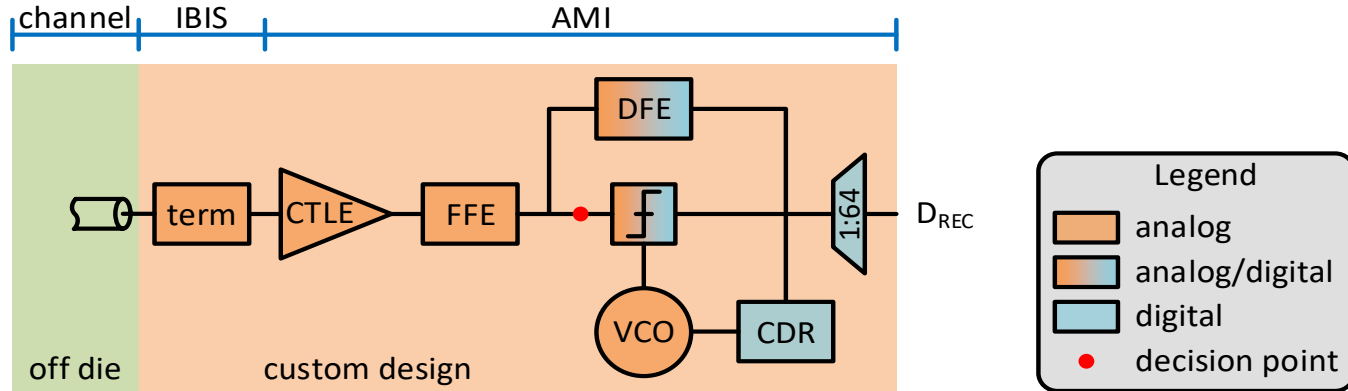 channel IBIS AMI
DFE
term CTLE FFE 1:64 D_REC
VCO CDR
off die custom design
Legend
analog
analog/digital
digital
decision point